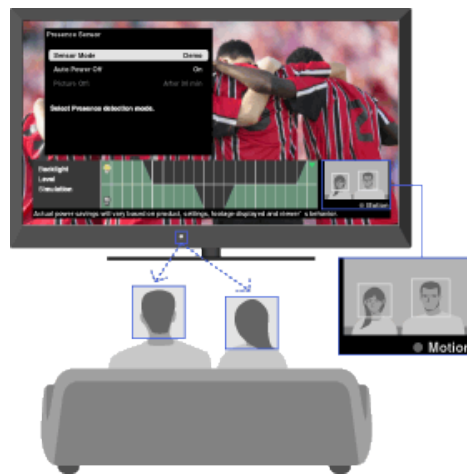 Presence Sensor
Sensor Mode Demo
Auto Power Off On
Picture Off After 30 min
Select Presence detection mode.
Backlight
Level
Simulation
Motion
Actual power savings will vary based on product, settings, footage displayed and viewer's behavior.
Motion